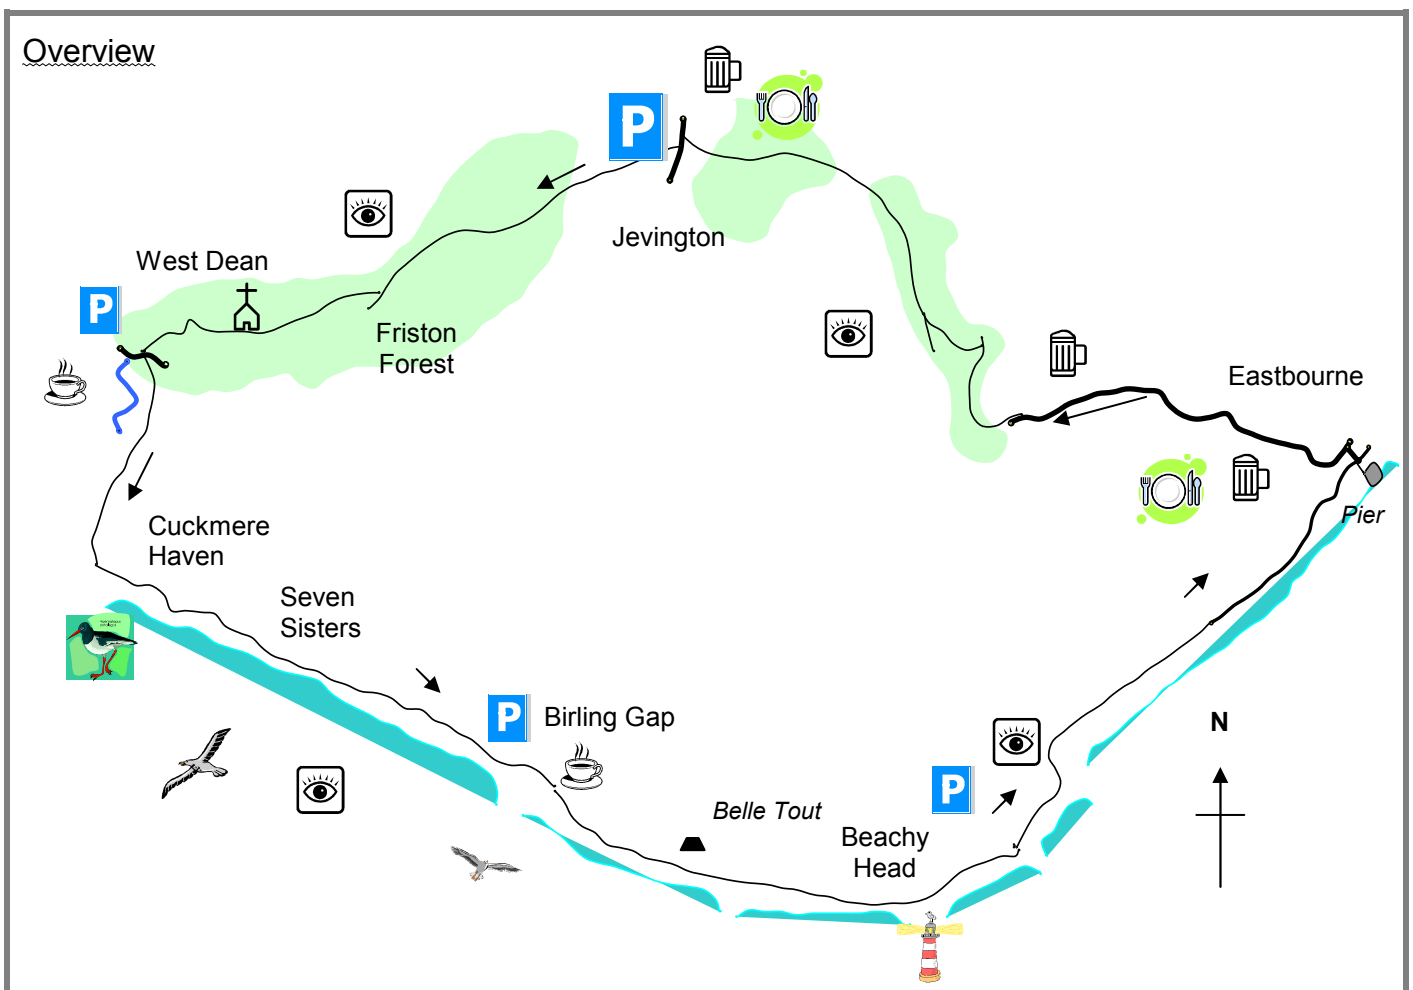 Overview
P
Jevington
West Dean
P
Friston
Forest
Eastbourne
Pier
Cuckmere
Haven
Seven
Sisters
P
Birling Gap
N
P
Belle Tout
Beachy
Head